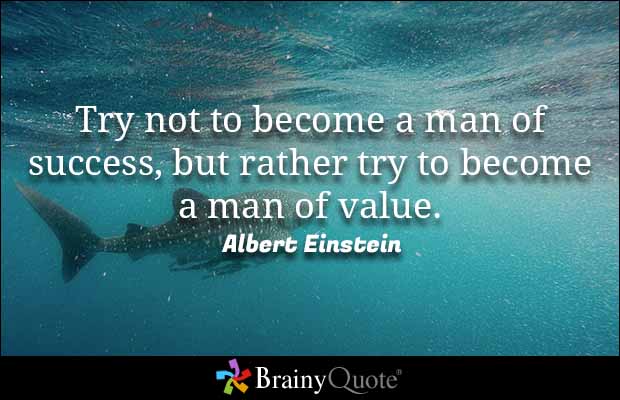 Try not to become a man of
success, but rather try to become
a man of value.
Albert Einstein
BrainyQuote®